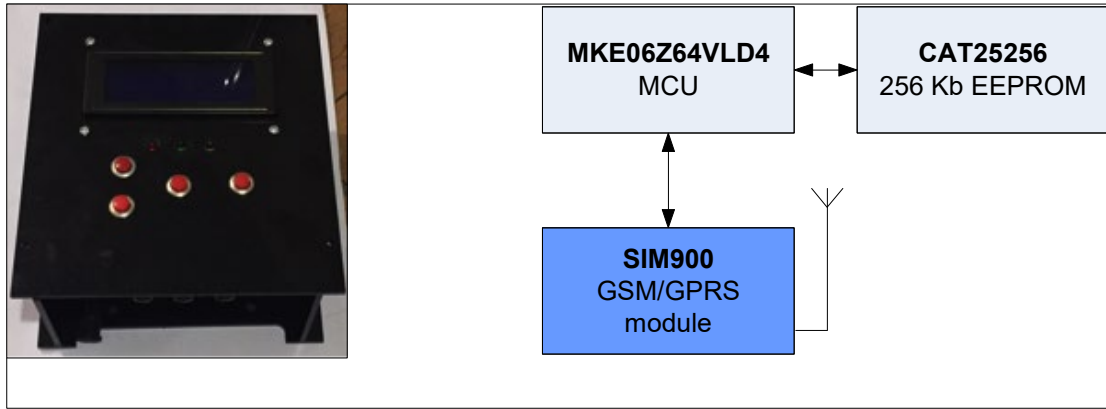 MKE06Z64VLD4
MCU
CAT25256
256 Kb EEPROM
SIM900
GSM/GPRS
module